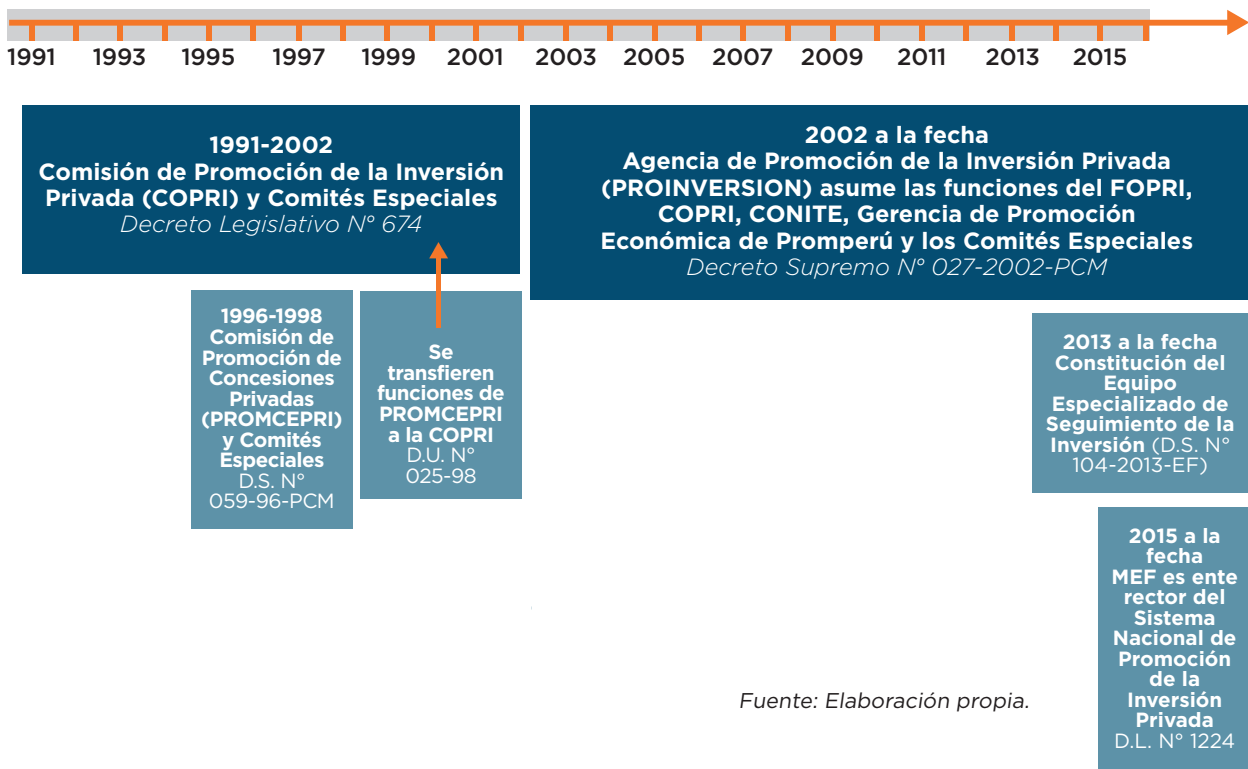 1991 1993 1995 1997 1999 2001 2003 2005 2007 2009 2011 2013 2015
1991-2002
Comisión de Promoción de la Inversión
Privada (COPRI) y Comités Especiales
Decreto Legislativo N° 674
2002 a la fecha
Agencia de Promoción de la Inversión Privada
(PROINVERSION) asume las funciones del FOPRI,
COPRI, CONITE, Gerencia de Promoción
Económica de Promperú y los Comités Especiales
Decreto Supremo N° 027-2002-PCM
1996-1998
Comisión de
Promoción de
Concesiones
Privadas
(PROMCEPRI)
y Comités
Especiales
D.S. N°
059-96-PCM
Se
transfieren
funciones de
PROMCEPRI
a la COPRI
D.U. N°
025-98
2013 a la fecha
Constitución del
Equipo
Especializado de
Seguimiento de la
Inversión (D.S. N°
104-2013-EF)
2015 a la
fecha
MEF es ente
rector del
Sistema
Nacional de
Promoción
de la
Inversión
Privada
D.L. N° 1224
Fuente: Elaboración propia.